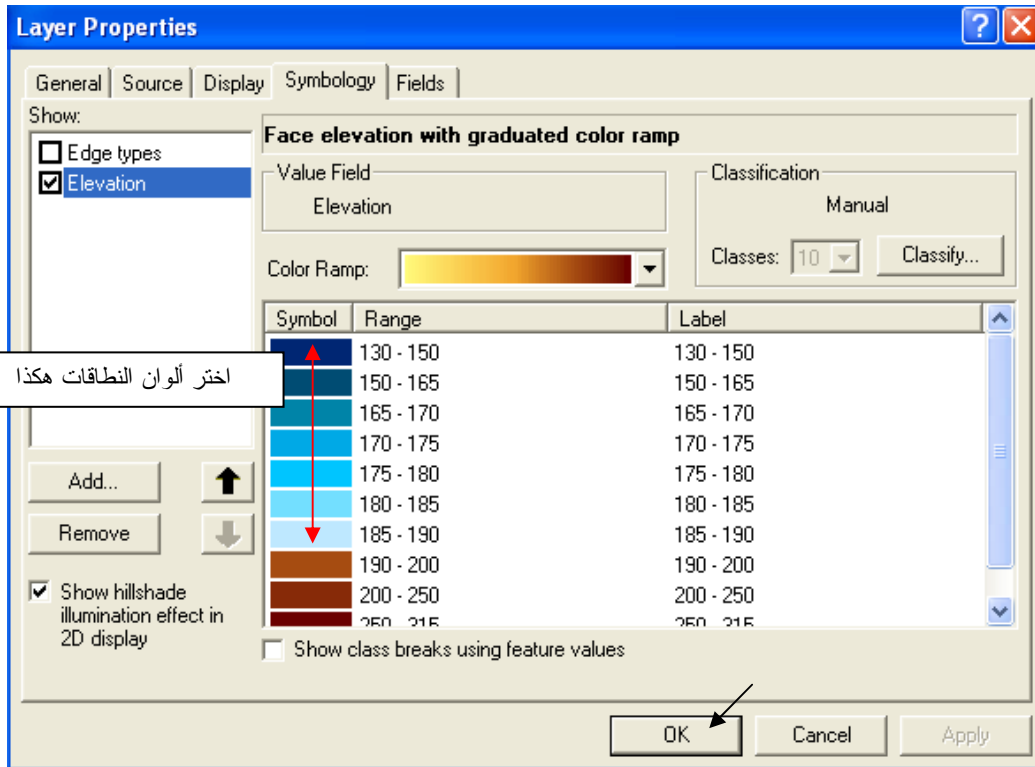 Layer Properties
General Source Display Symbology Fields
Show:
Edge types
Elevation
Face elevation with graduated color ramp
Value Field
Elevation
Classification
Manual
Color Ramp:
Classes: 10 Classify...
Symbol Range Label
130 - 150 130 - 150
150 - 165 150 - 165
165 - 170 165 - 170
170 - 175 170 - 175
175 - 180 175 - 180
180 - 185 180 - 185
185 - 190 185 - 190
190 - 200 190 - 200
200 - 250 200 - 250
250 - 315 250 - 315
اختر ألوان النطاقات هكذا
Add...
Remove
Show hillshade
illumination effect in
2D display
Show class breaks using feature values
OK Cancel Apply